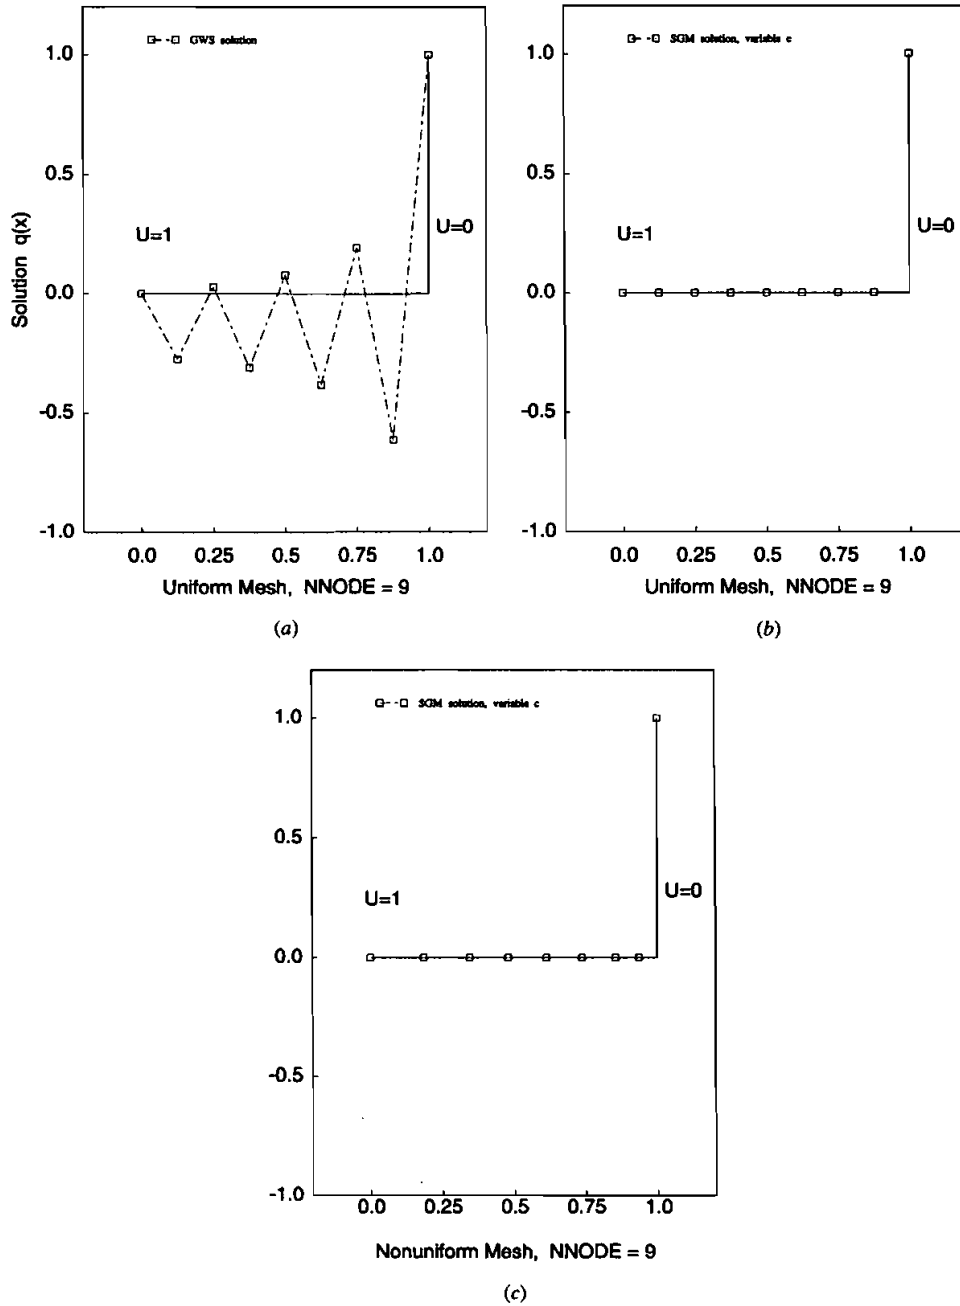 GWS solution
1.0
0.5
0.0
-0.5
-1.0
Solution q(x)
U=1
U=0
0.0 0.25 0.5 0.75 1.0
Uniform Mesh, NNODE = 9
(a)
SGM solution, variable c
1.0
0.5
0.0
-0.5
-1.0
U=1
U=0
0.0 0.25 0.5 0.75 1.0
Uniform Mesh, NNODE = 9
(b)
SGM solution, variable c
1.0
0.5
0.0
-0.5
-1.0
U=1
U=0
0.0 0.25 0.5 0.75 1.0
Nonuniform Mesh, NNODE = 9
(c)